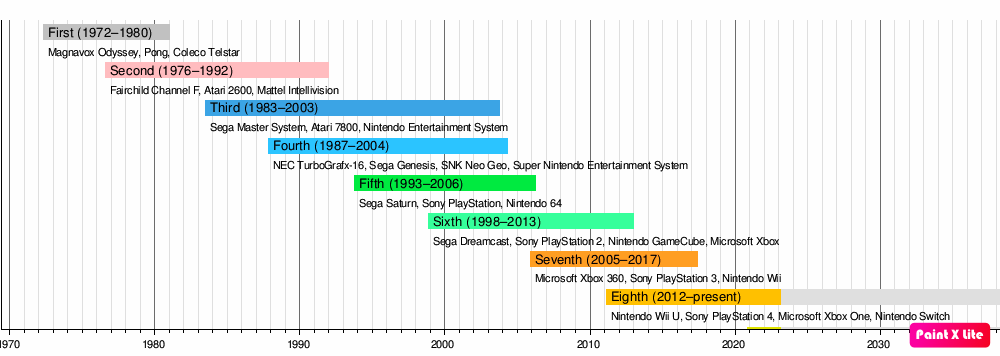 First (1972–1980)
Magnavox Odyssey, Pong, Coleco Telstar
Second (1976–1992)
Fairchild Channel F, Atari 2600, Mattel Intellivision
Third (1983–2003)
Sega Master System, Atari 7800, Nintendo Entertainment System
Fourth (1987–2004)
NEC TurboGrafx-16, Sega Genesis, SNK Neo Geo, Super Nintendo Entertainment System
Fifth (1993–2006)
Sega Saturn, Sony PlayStation, Nintendo 64
Sixth (1998–2013)
Sega Dreamcast, Sony PlayStation 2, Nintendo GameCube, Microsoft Xbox
Seventh (2005–2017)
Microsoft Xbox 360, Sony PlayStation 3, Nintendo Wii
Eighth (2012–present)
Nintendo Wii U, Sony PlayStation 4, Microsoft Xbox One, Nintendo Switch
1970 1980 1990 2000 2010 2020 2030
Paint X Lite